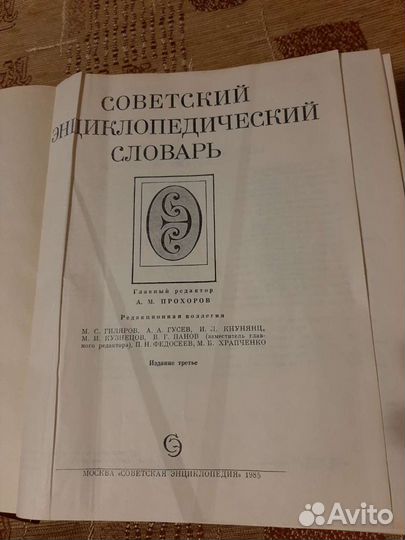 СОВЕТСКИЙ
ЭНЦИКЛОПЕДИЧЕСКИЙ
СЛОВАРЬ
Главный редактор
А. М. ПРОХОРОВ
Редакционная коллегия
М. С. ГИЛЯРОВ, А. А. ГУСЕВ, И. Л. КНУНЯНЦ,
М. И. КУЗНЕЦОВ, В. Г. ПАНОВ (заместитель глав-
ного редактора), П. Н. ФЕДОСЕЕВ, М. Б. ХРАПЧЕНКО
Издание третье
МОСКВА «СОВЕТСКАЯ ЭНЦИКЛОПЕДИЯ» 1985
Avito